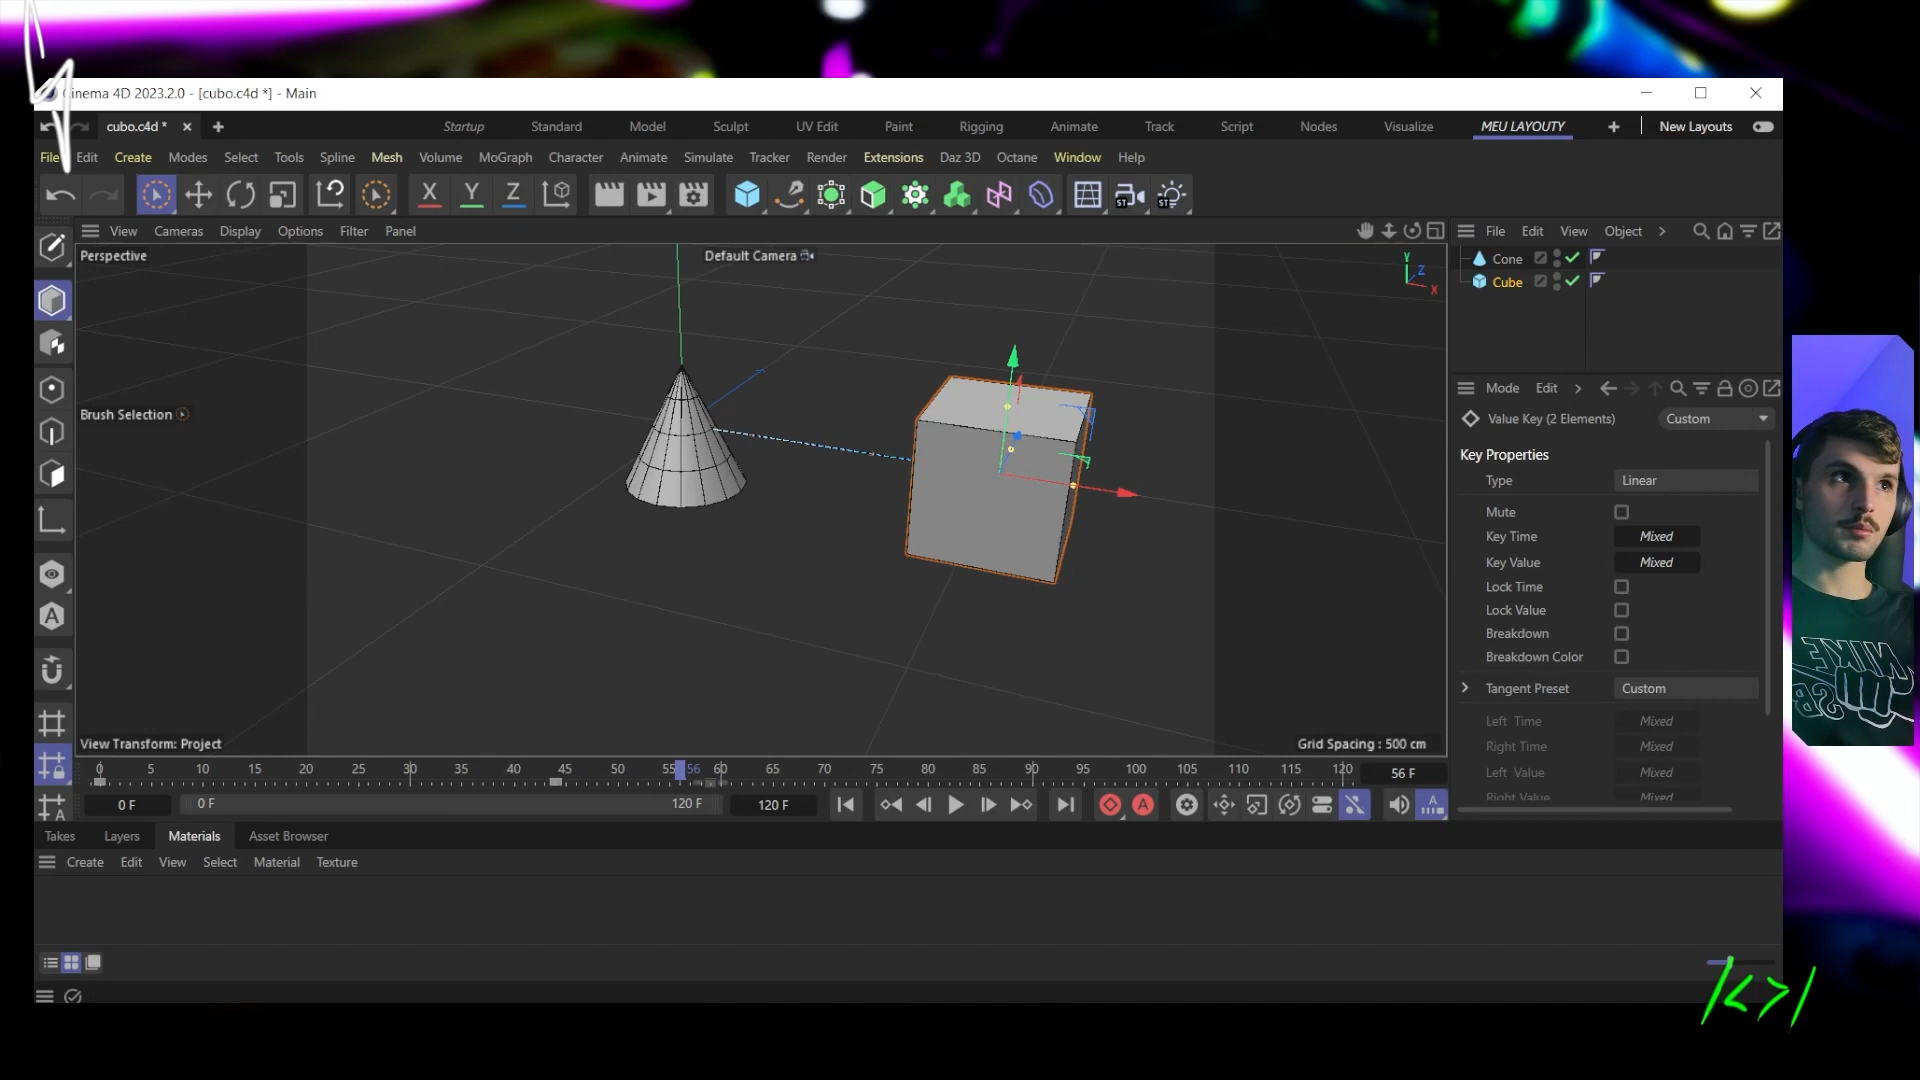 Cinema 4D 2023.2.0 - [cubo.c4d *] - Main
cubo.c4d *
Startup Standard Model Sculpt UV Edit Paint Rigging Animate Track Script Nodes Visualize MEU LAYOUTY New Layouts
File Edit Create Modes Select Tools Spline Mesh Volume MoGraph Character Animate Simulate Tracker Render Extensions Daz 3D Octane Window Help
X Y Z ST ST
View Cameras Display Options Filter Panel
File Edit View Object
Perspective
Default Camera
Y
Z
X
Cone
Cube
Mode Edit
Brush Selection
Value Key (2 Elements) Custom
Key Properties
Type Linear
Mute
Key Time Mixed
Key Value Mixed
Lock Time
Lock Value
Breakdown
Breakdown Color
Tangent Preset Custom
Left Time Mixed
Right Time Mixed
Left Value Mixed
Right Value Mixed
View Transform: Project
Grid Spacing : 500 cm
0 5 10 15 20 25 30 35 40 45 50 55 56 60 65 70 75 80 85 90 95 100 105 110 115 120
56 F
0 F 0 F 120 F 120 F
A
A
Takes Layers Materials Asset Browser
Create Edit View Select Material Texture
NIKE
SB